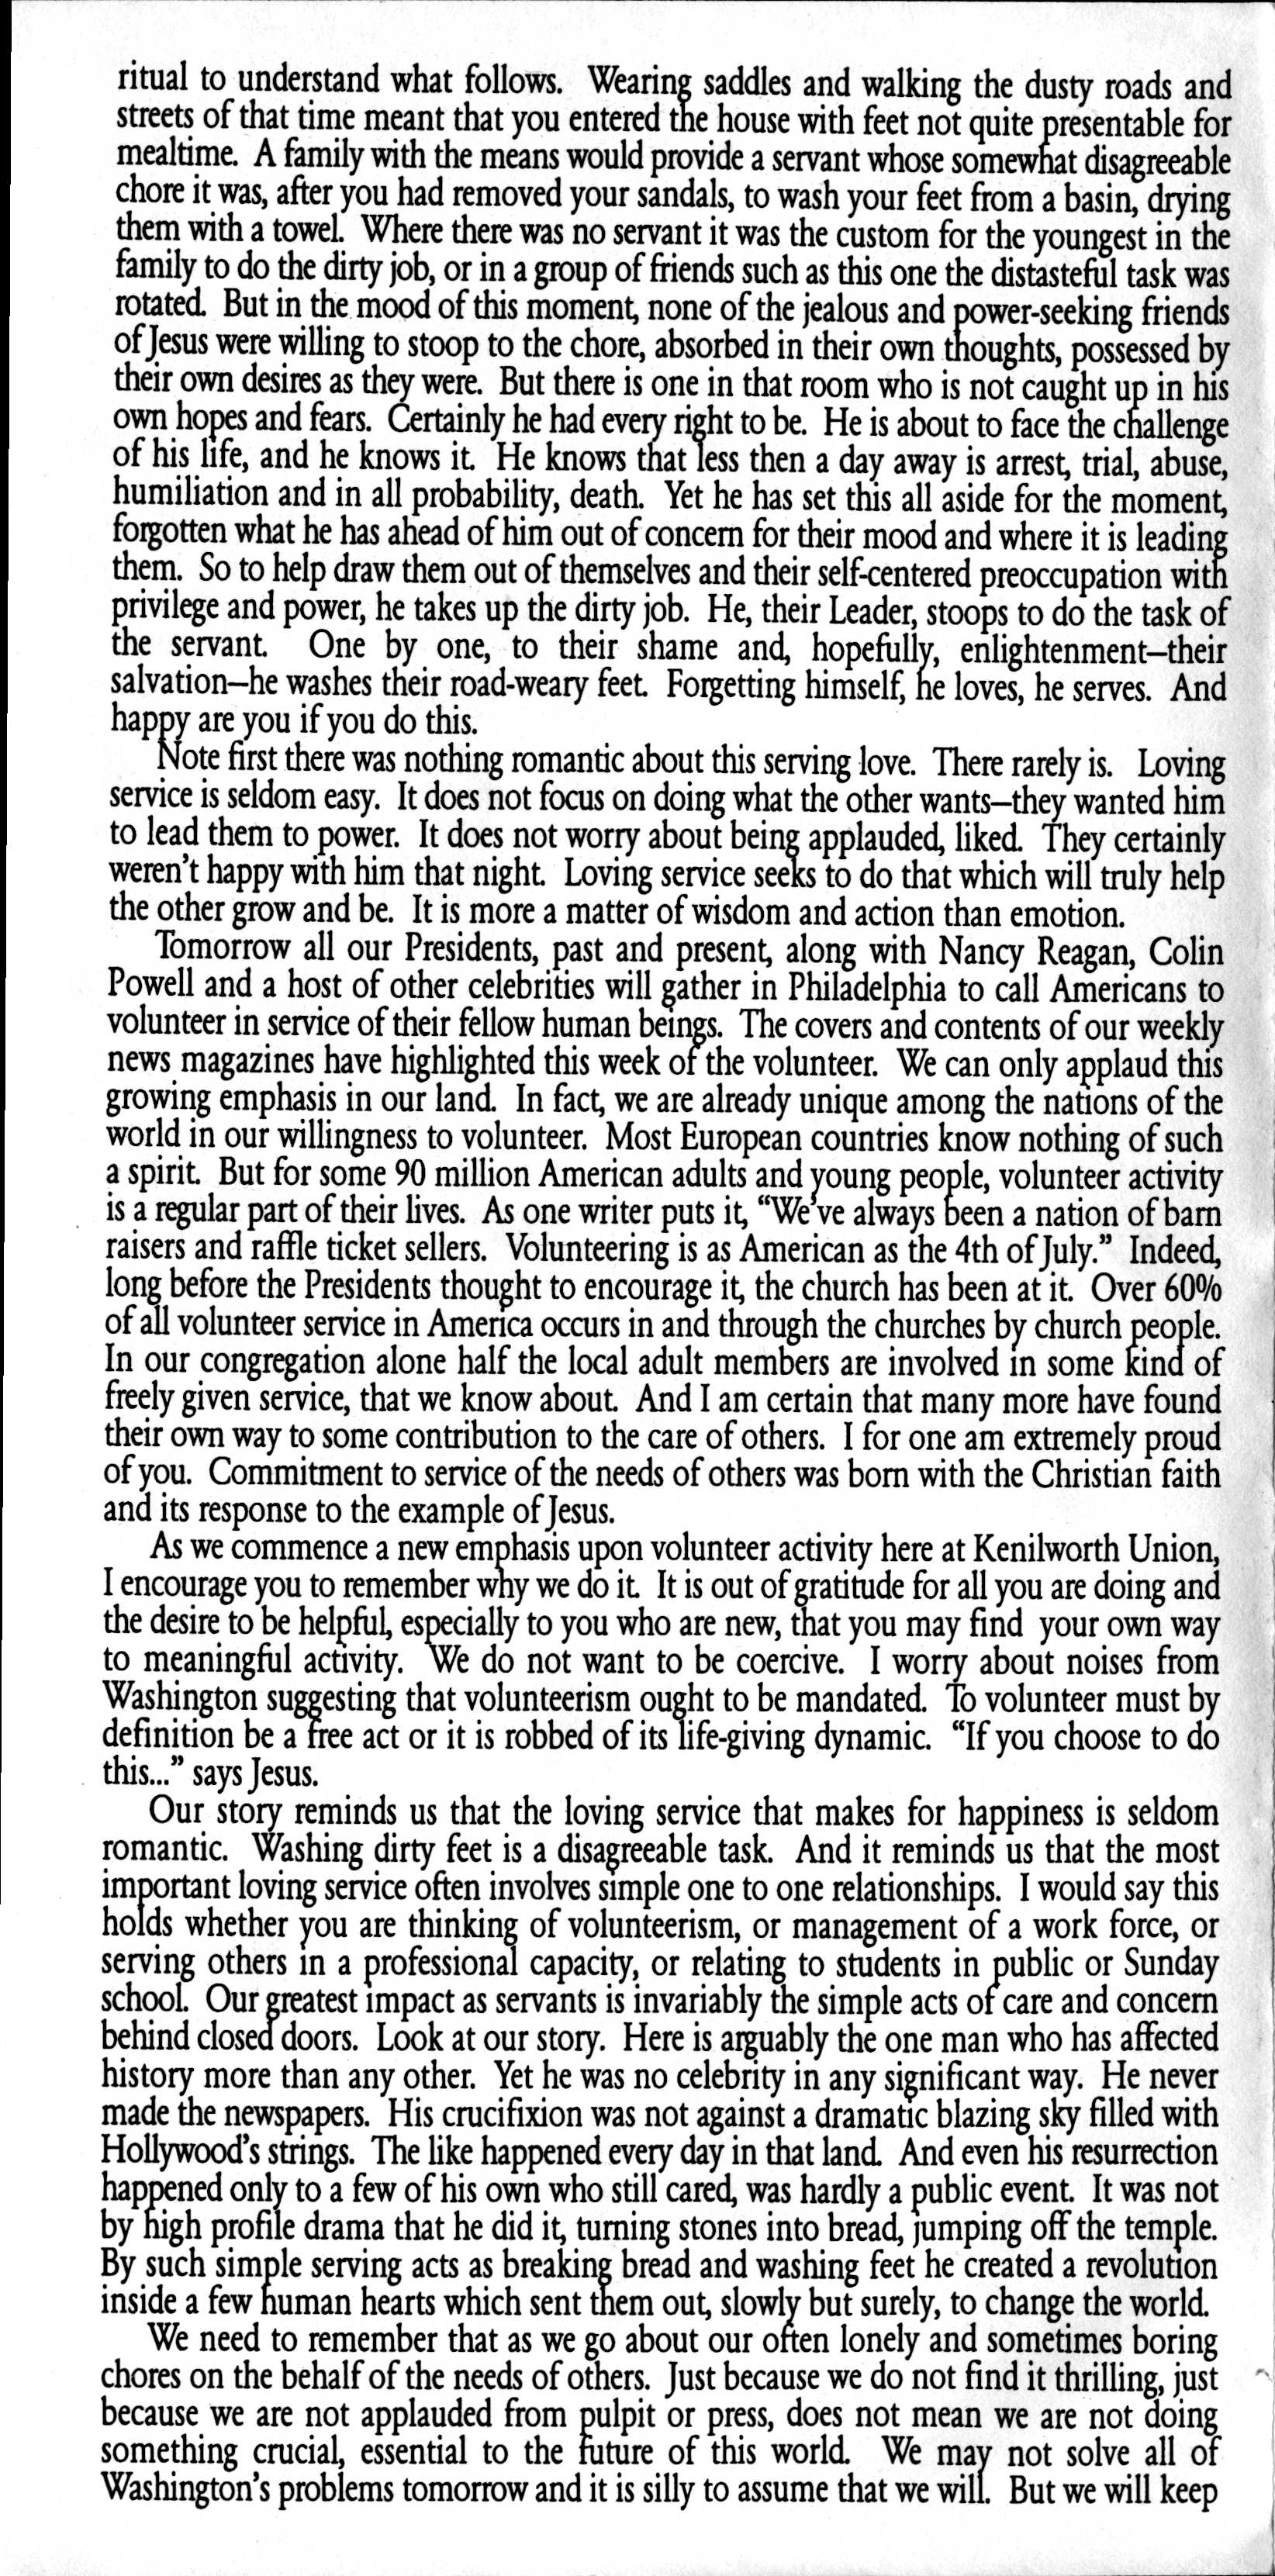 ritual to understand what follows. Wearing saddles and walking the dusty roads and
streets of that time meant that you entered the house with feet not quite presentable for
mealtime. A family with the means would provide a servant whose somewhat disagreeable
chore it was, after you had removed your sandals, to wash your feet from a basin, drying
them with a towel. Where there was no servant it was the custom for the youngest in the
family to do the dirty job, or in a group of friends such as this one the distasteful task was
rotated. But in the mood of this moment, none of the jealous and power-seeking friends
of Jesus were willing to stoop to the chore, absorbed in their own thoughts, possessed by
their own desires as they were. But there is one in that room who is not caught up in his
own hopes and fears. Certainly he had every right to be. He is about to face the challenge
of his life, and he knows it. He knows that less then a day away is arrest, trial, abuse,
humiliation and in all probability, death. Yet he has set this all aside for the moment,
forgotten what he has ahead of him out of concern for their mood and where it is leading
them. So to help draw them out of themselves and their self-centered preoccupation with
privilege and power, he takes up the dirty job. He, their Leader, stoops to do the task of
the servant. One by one, to their shame and, hopefully, enlightenment–their
salvation–he washes their road-weary feet. Forgetting himself, he loves, he serves. And
happy are you if you do this.
Note first there was nothing romantic about this serving love. There rarely is. Loving
service is seldom easy. It does not focus on doing what the other wants–they wanted him
to lead them to power. It does not worry about being applauded, liked. They certainly
weren't happy with him that night. Loving service seeks to do that which will truly help
the other grow and be. It is more a matter of wisdom and action than emotion.
Tomorrow all our Presidents, past and present, along with Nancy Reagan, Colin
Powell and a host of other celebrities will gather in Philadelphia to call Americans to
volunteer in service of their fellow human beings. The covers and contents of our weekly
news magazines have highlighted this week of the volunteer. We can only applaud this
growing emphasis in our land. In fact, we are already unique among the nations of the
world in our willingness to volunteer. Most European countries know nothing of such
a spirit. But for some 90 million American adults and young people, volunteer activity
is a regular part of their lives. As one writer puts it, “We've always been a nation of barn
raisers and raffle ticket sellers. Volunteering is as American as the 4th of July.” Indeed,
long before the Presidents thought to encourage it, the church has been at it. Over 60%
of all volunteer service in America occurs in and through the churches by church people.
In our congregation alone half the local adult members are involved in some kind of
freely given service, that we know about. And I am certain that many more have found
their own way to some contribution to the care of others. I for one am extremely proud
of you. Commitment to service of the needs of others was born with the Christian faith
and its response to the example of Jesus.
As we commence a new emphasis upon volunteer activity here at Kenilworth Union,
I encourage you to remember why we do it. It is out of gratitude for all you are doing and
the desire to be helpful, especially to you who are new, that you may find your own way
to meaningful activity. We do not want to be coercive. I worry about noises from
Washington suggesting that volunteerism ought to be mandated. To volunteer must by
definition be a free act or it is robbed of its life-giving dynamic. “If you choose to do
this...” says Jesus.
Our story reminds us that the loving service that makes for happiness is seldom
romantic. Washing dirty feet is a disagreeable task. And it reminds us that the most
important loving service often involves simple one to one relationships. I would say this
holds whether you are thinking of volunteerism, or management of a work force, or
serving others in a professional capacity, or relating to students in public or Sunday
school. Our greatest impact as servants is invariably the simple acts of care and concern
behind closed doors. Look at our story. Here is arguably the one man who has affected
history more than any other. Yet he was no celebrity in any significant way. He never
made the newspapers. His crucifixion was not against a dramatic blazing sky filled with
Hollywood's strings. The like happened every day in that land. And even his resurrection
happened only to a few of his own who still cared, was hardly a public event. It was not
by high profile drama that he did it, turning stones into bread, jumping off the temple.
By such simple serving acts as breaking bread and washing feet he created a revolution
inside a few human hearts which sent them out, slowly but surely, to change the world.
We need to remember that as we go about our often lonely and sometimes boring
chores on the behalf of the needs of others. Just because we do not find it thrilling, just
because we are not applauded from pulpit or press, does not mean we are not doing
something crucial, essential to the future of this world. We may not solve all of
Washington's problems tomorrow and it is silly to assume that we will. But we will keep